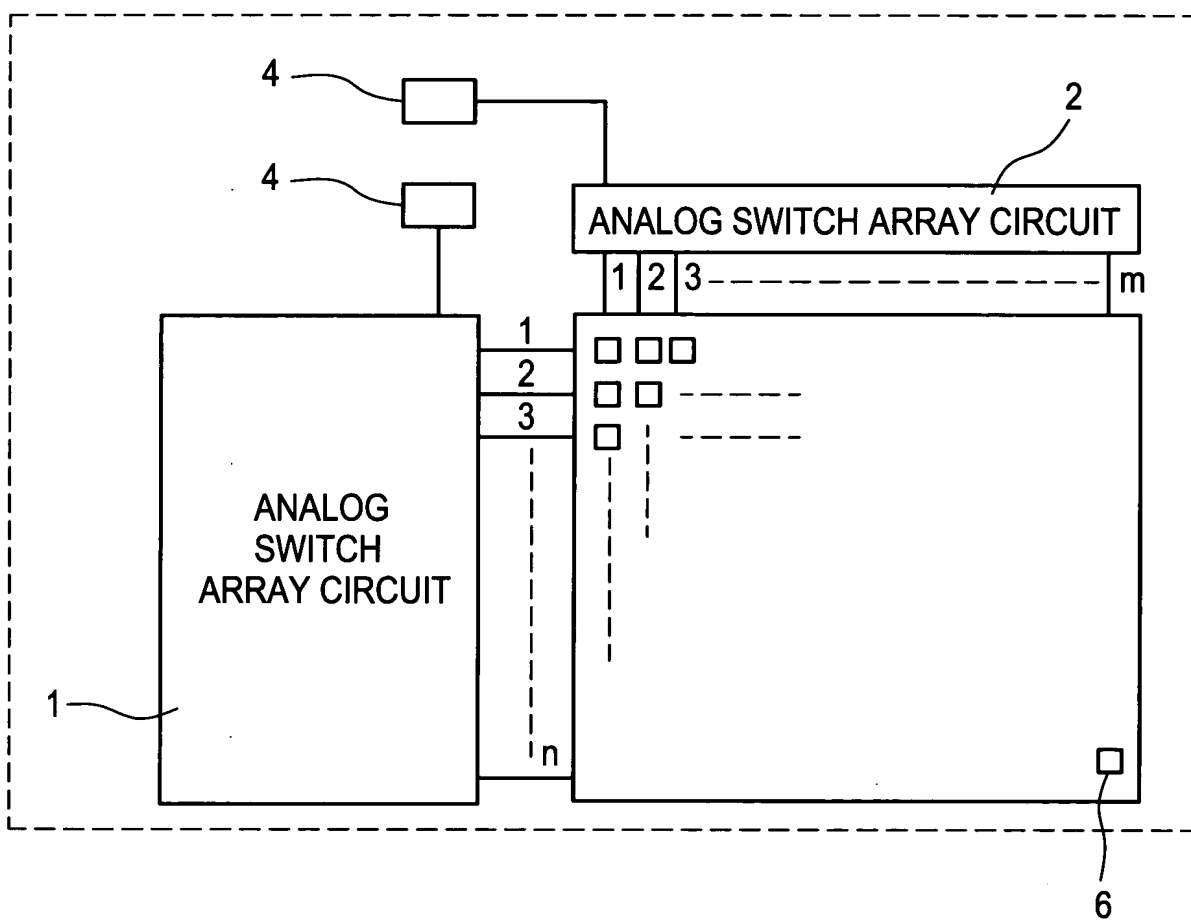 4
2
4
ANALOG SWITCH ARRAY CIRCUIT
1 2 3 m
1
2
3
ANALOG
SWITCH
ARRAY CIRCUIT
1
n
6